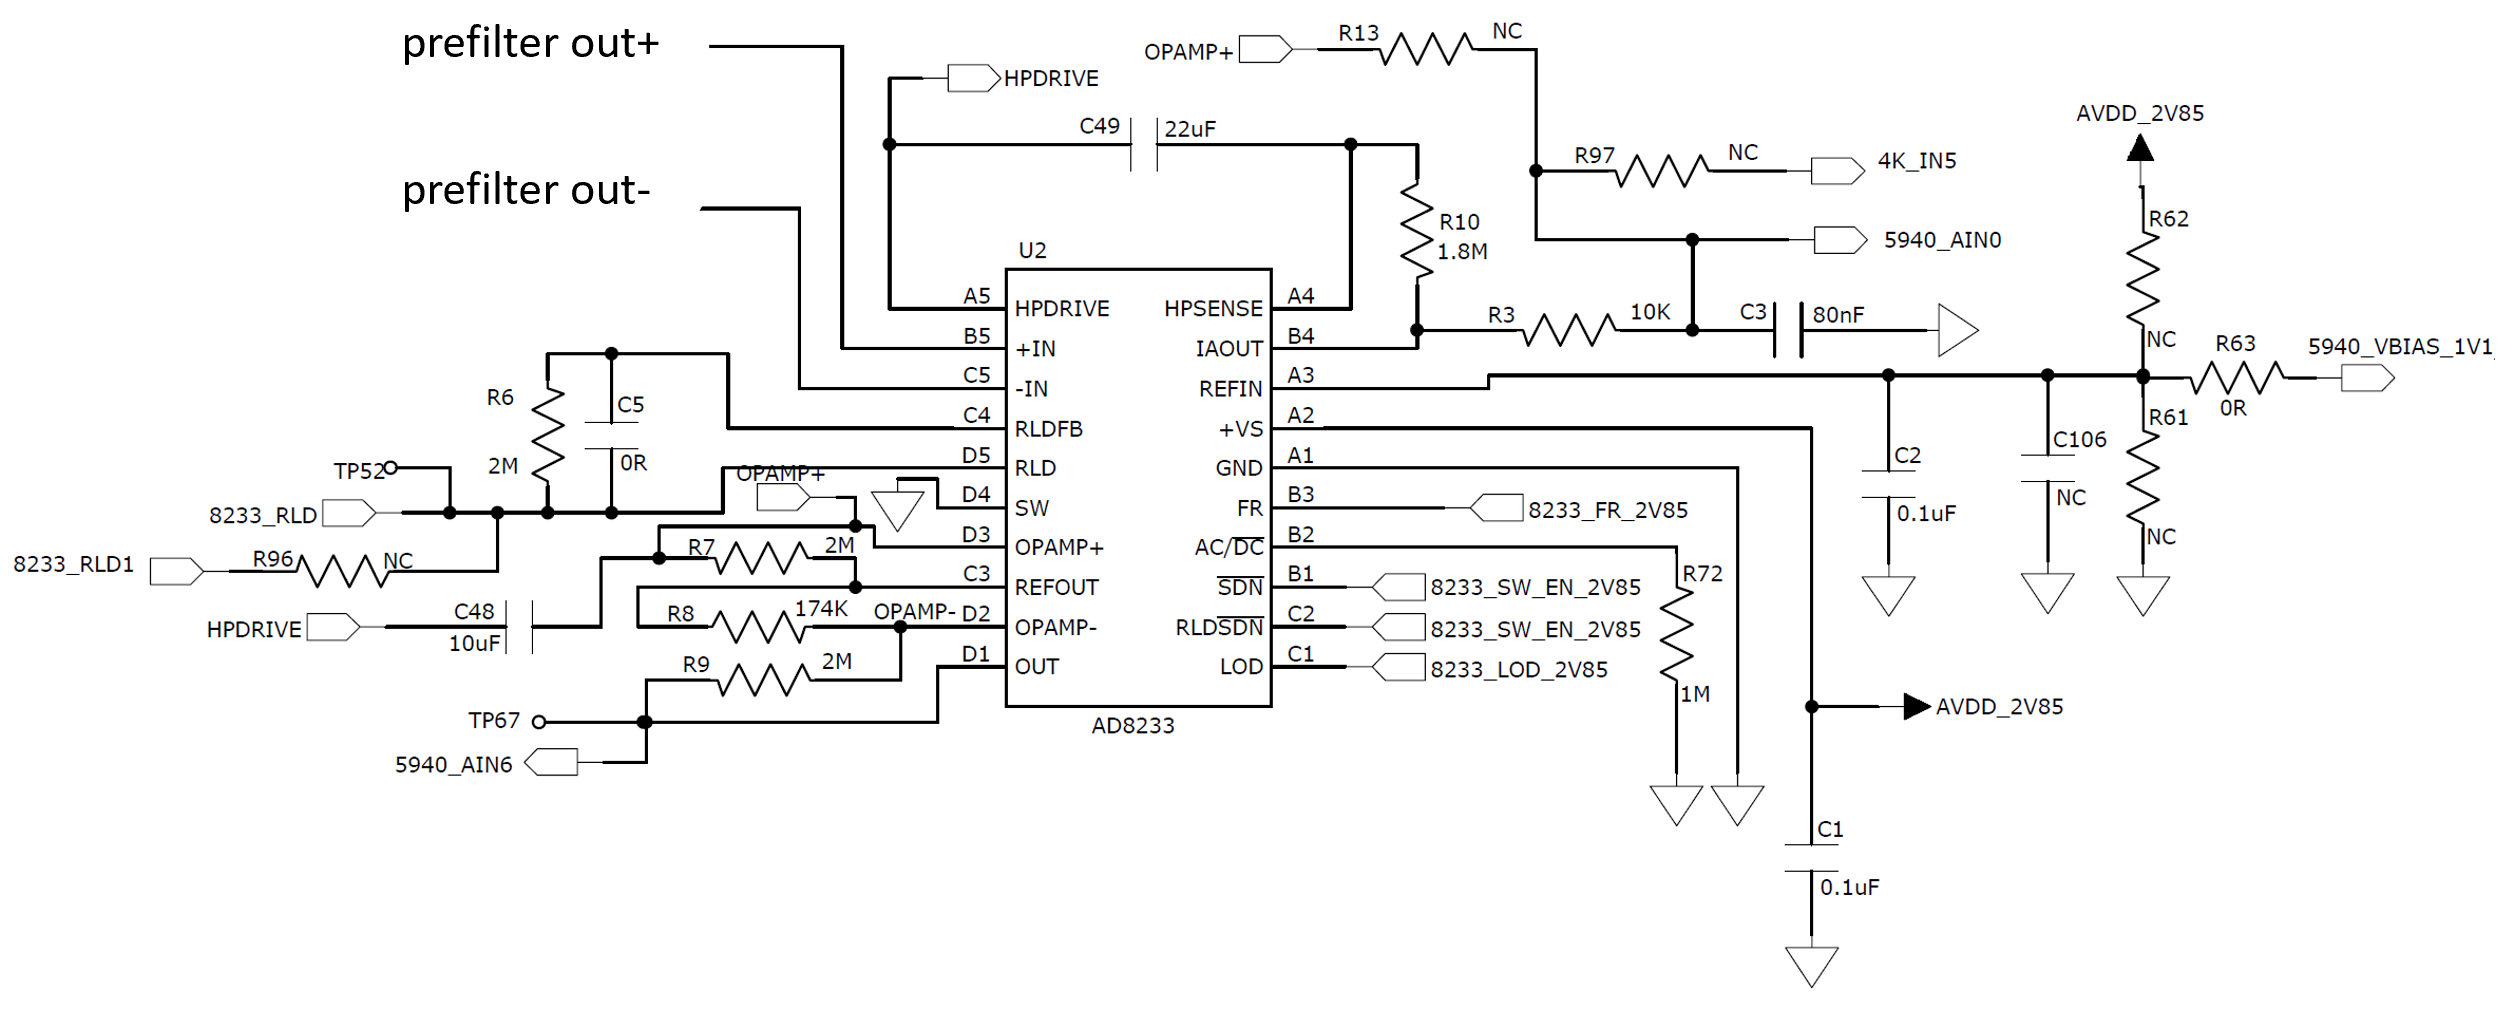 prefilter out+
prefilter out-
HPDRIVE
C49 22uF
OPAMP+
R13 NC
R97 NC
4K_IN5
5940_AIN0
AVDD_2V85
R62
NC
R10
1.8M
R3 10K
C3 80nF
R63
0R
5940_VBIAS_1V1
R61
NC
U2
A5 HPDRIVE HPSENSE A4
B5 +IN IAOUT B4
C5 -IN REFIN A3
C4 RLDFB +VS A2
D5 RLD GND A1
D4 SW FR B3
D3 OPAMP+ AC/DC B2
C3 REFOUT SDN B1
D2 OPAMP- RLDSDN C2
D1 OUT LOD C1
AD8233
R6
2M
C5
0R
TP52
8233_RLD
8233_RLD1
R96 NC
OPAMP+
R7 2M
HPDRIVE
C48
10uF
R8 174K
OPAMP-
R9 2M
TP67
5940_AIN6
8233_FR_2V85
8233_SW_EN_2V85
8233_SW_EN_2V85
8233_LOD_2V85
R72
1M
C2
0.1uF
C106
NC
AVDD_2V85
C1
0.1uF